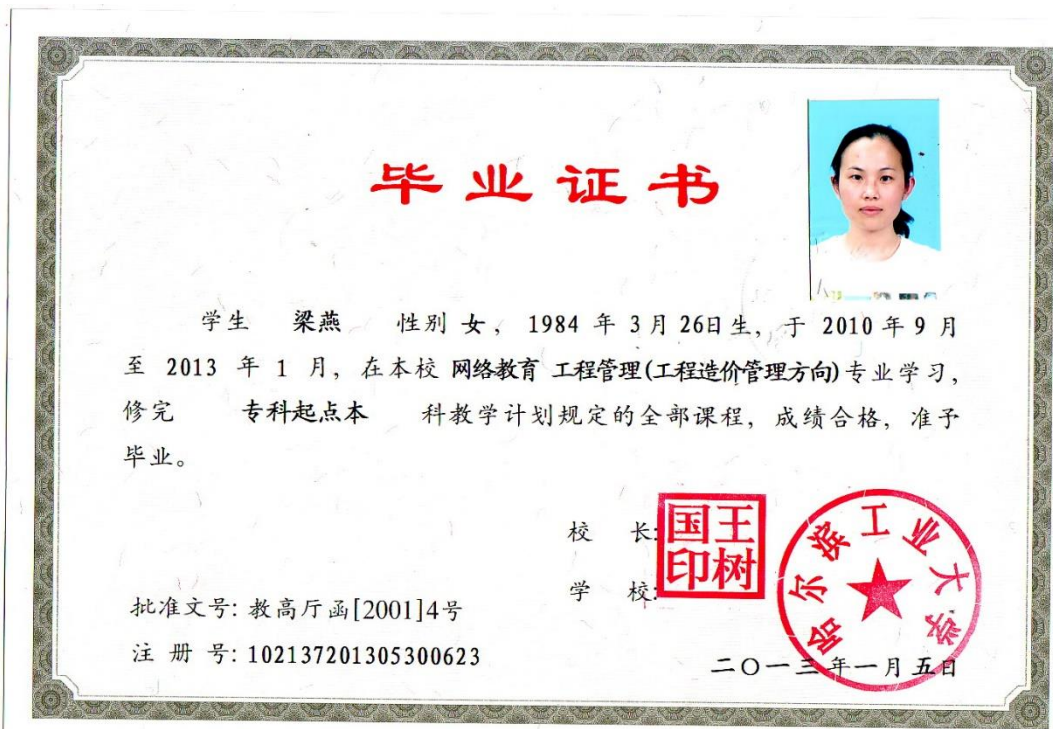 毕业证书
学生 梁燕 性别 女，1984 年 3月 26日生，于 2010 年 9 月
至 2013 年 1 月，在本校 网络教育 工程管理(工程造价管理方向)专业学习，
修完 专科起点本 科教学计划规定的全部课程，成绩合格，准予
毕业。
校 长:
王树国印
学 校:
哈尔滨工业大学
批准文号: 教高厅函[2001]4号
注 册 号: 102137201305300623
二〇一三年一月五日